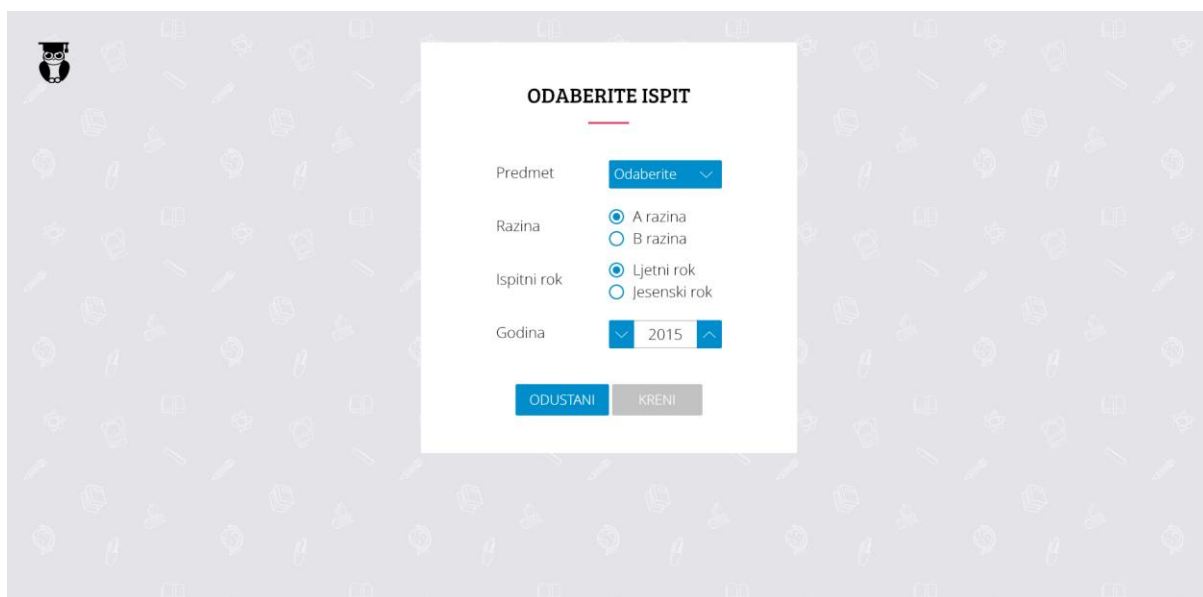 ODABERITE ISPIT
Predmet Odaberite
Razina A razina
B razina
Ispitni rok Ljetni rok
Jesenski rok
Godina 2015
ODUSTANI KRENI